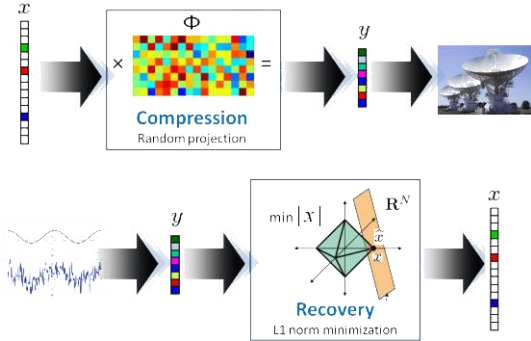 x
Φ
y
×
=
Compression
Random projection
y
x
min |x|
R^N
x̂
x
Recovery
L1 norm minimization